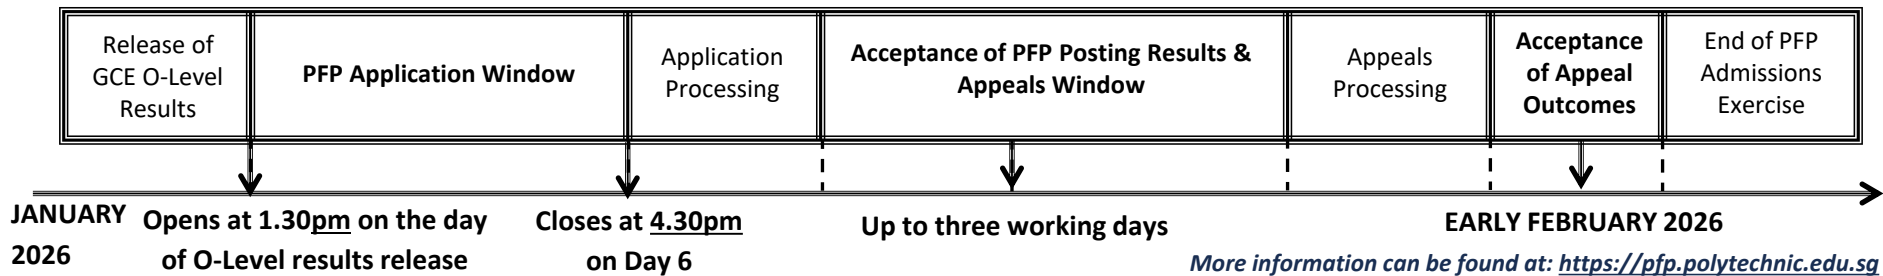 Release of
GCE O-Level
Results
PFP Application Window
Application
Processing
Acceptance of PFP Posting Results &
Appeals Window
Appeals
Processing
Acceptance
of Appeal
Outcomes
End of PFP
Admissions
Exercise
JANUARY
2026
Opens at 1.30pm on the day
of O-Level results release
Closes at 4.30pm
on Day 6
Up to three working days
EARLY FEBRUARY 2026
More information can be found at: https://pfp.polytechnic.edu.sg